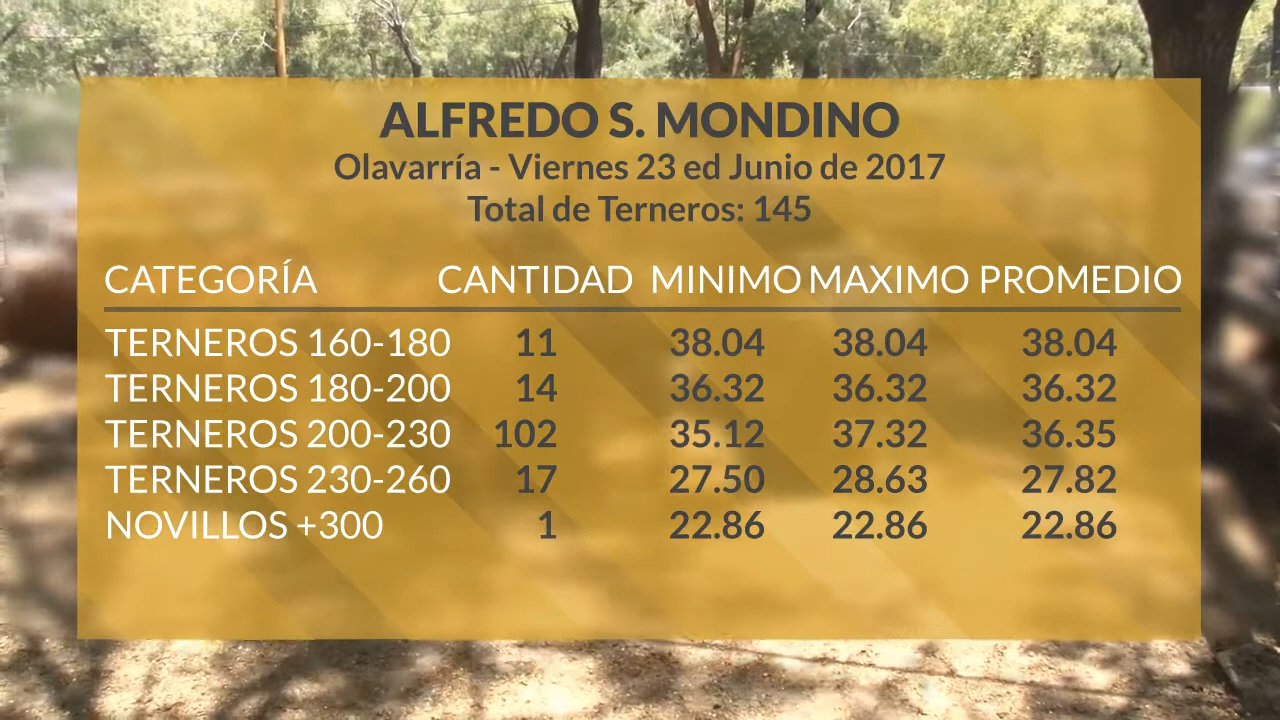 ALFREDO S. MONDINO
Olavarría - Viernes 23 ed Junio de 2017
Total de Terneros: 145
CATEGORÍA CANTIDAD MINIMO MAXIMO PROMEDIO
TERNEROS 160-180 11 38.04 38.04 38.04
TERNEROS 180-200 14 36.32 36.32 36.32
TERNEROS 200-230 102 35.12 37.32 36.35
TERNEROS 230-260 17 27.50 28.63 27.82
NOVILLOS +300 1 22.86 22.86 22.86